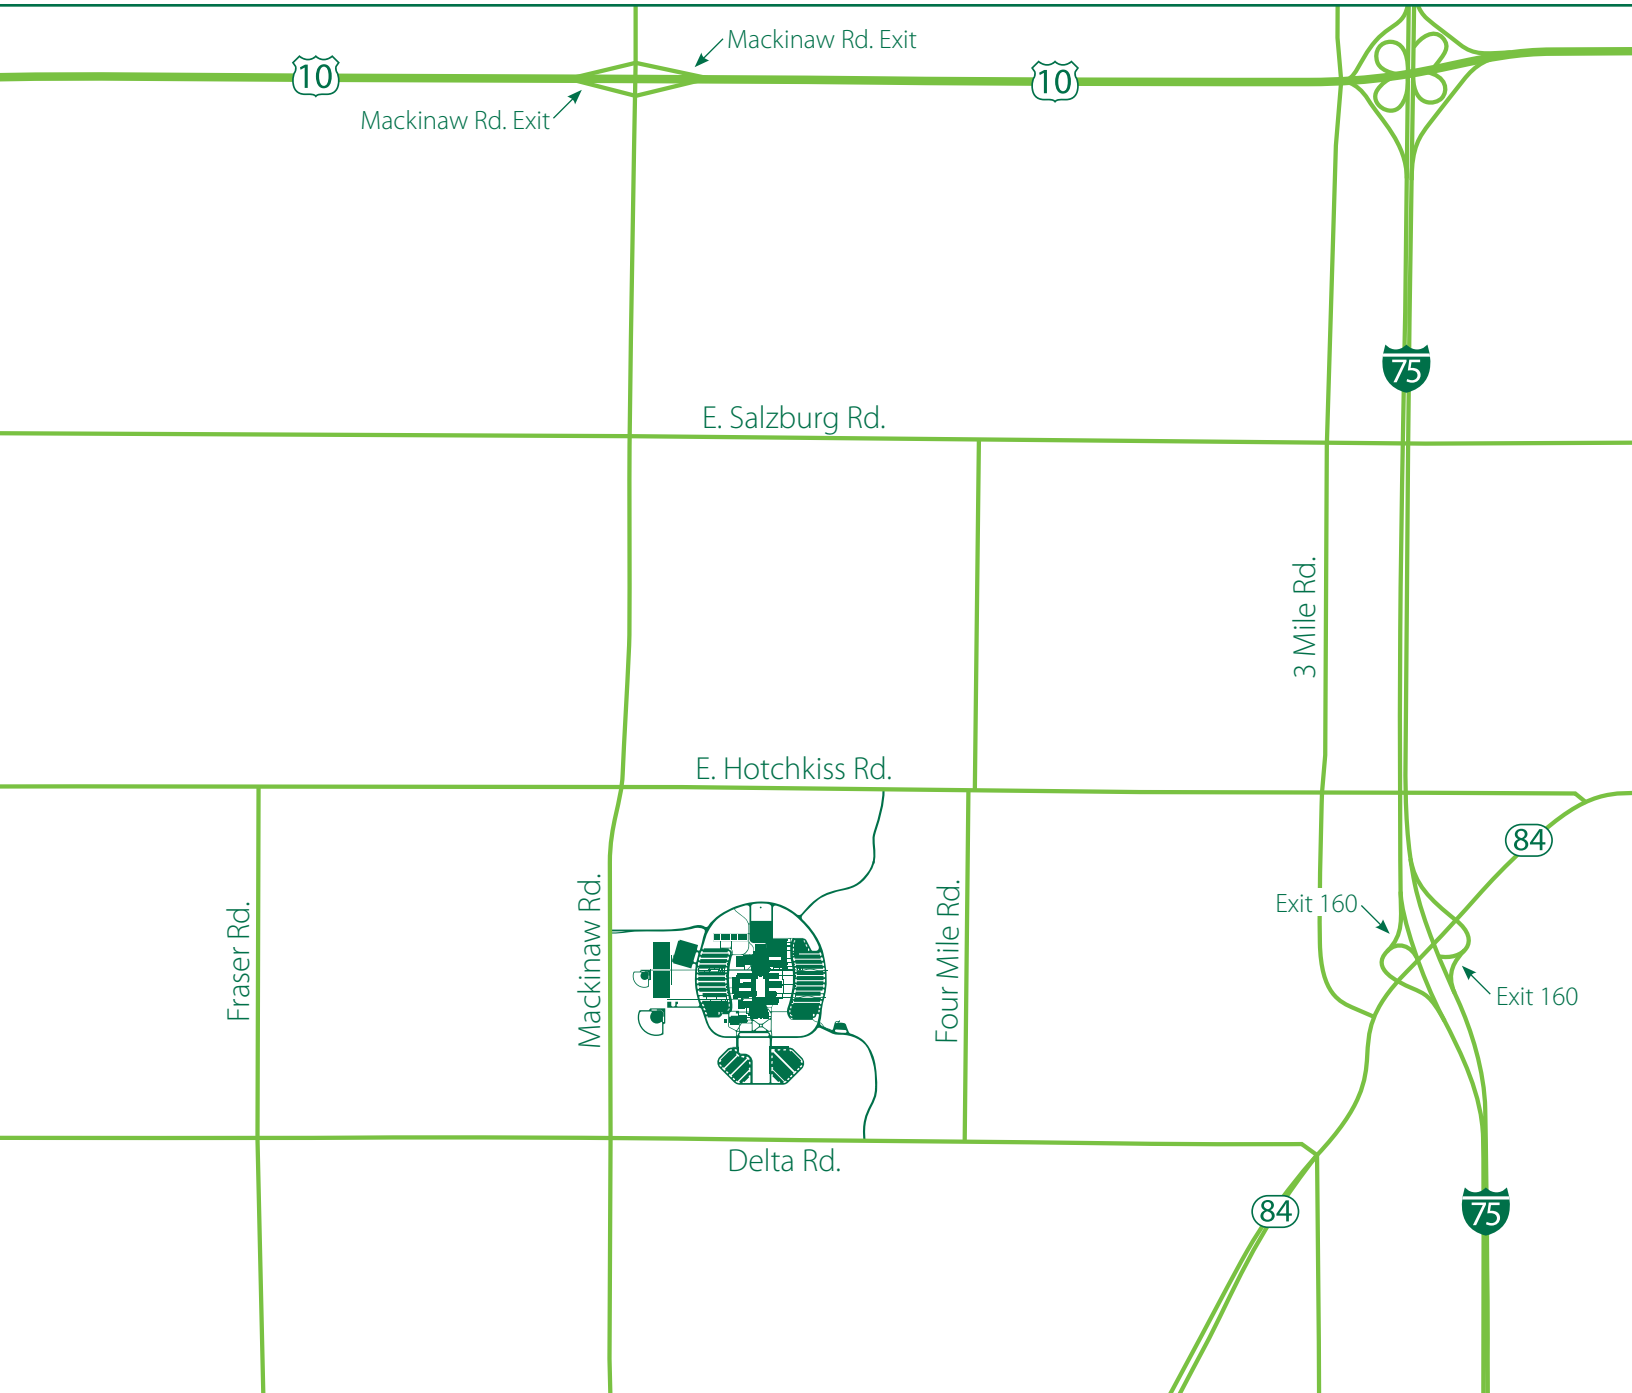 Mackinaw Rd. Exit
10
10
Mackinaw Rd. Exit
75
E. Salzburg Rd.
3 Mile Rd.
E. Hotchkiss Rd.
84
Fraser Rd.
Mackinaw Rd.
Four Mile Rd.
Exit 160
Exit 160
Delta Rd.
84
75